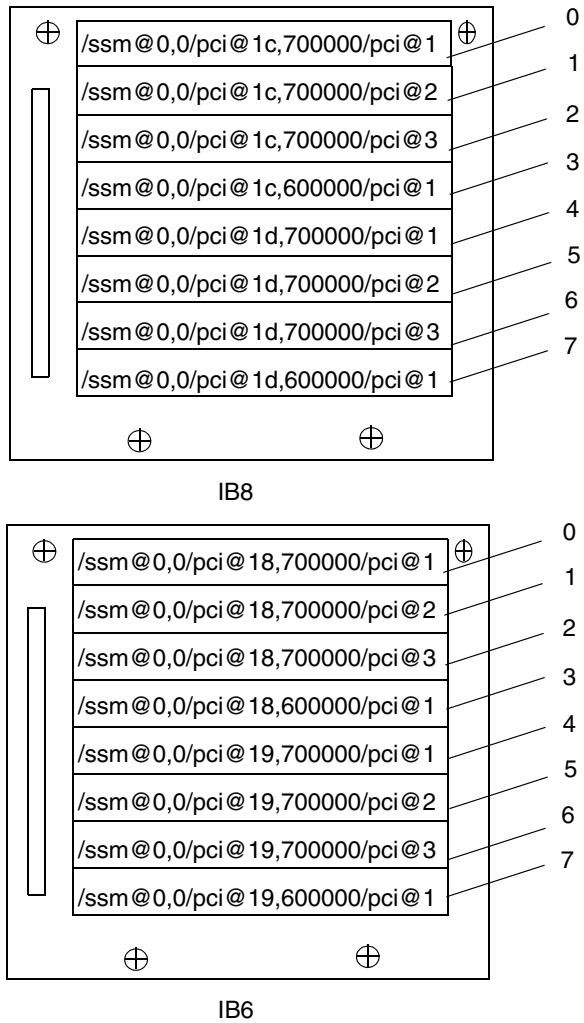 /ssm@0,0/pci@1c,700000/pci@1 0
/ssm@0,0/pci@1c,700000/pci@2 1
/ssm@0,0/pci@1c,700000/pci@3 2
/ssm@0,0/pci@1c,600000/pci@1 3
/ssm@0,0/pci@1d,700000/pci@1 4
/ssm@0,0/pci@1d,700000/pci@2 5
/ssm@0,0/pci@1d,700000/pci@3 6
/ssm@0,0/pci@1d,600000/pci@1 7
IB8
/ssm@0,0/pci@18,700000/pci@1 0
/ssm@0,0/pci@18,700000/pci@2 1
/ssm@0,0/pci@18,700000/pci@3 2
/ssm@0,0/pci@18,600000/pci@1 3
/ssm@0,0/pci@19,700000/pci@1 4
/ssm@0,0/pci@19,700000/pci@2 5
/ssm@0,0/pci@19,700000/pci@3 6
/ssm@0,0/pci@19,600000/pci@1 7
IB6